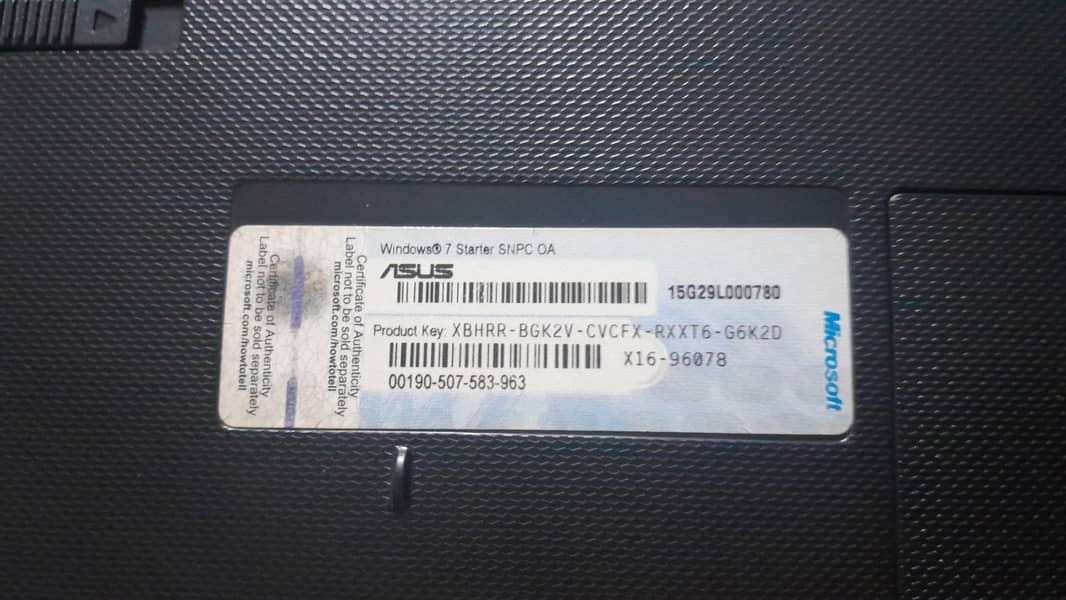 Certificate of Authenticity
Label not to be sold separately
microsoft.com/howtotell
Certificate of Authenticity
Label not to be sold separately
microsoft.com/howtotell
Windows® 7 Starter SNPC OA
ASUS
15G29L000780
Product Key: XBHRR-BGK2V-CVCFX-RXXT6-G6K2D
X16-96078
00190-507-583-963
Microsoft